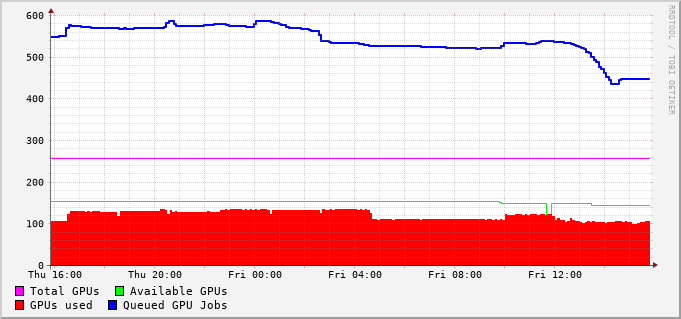 RRDTOOL / TOBI OETIKER
600
500
400
300
200
100
0
Thu 16:00 Thu 20:00 Fri 00:00 Fri 04:00 Fri 08:00 Fri 12:00
Total GPUs Available GPUs
GPUs used Queued GPU Jobs